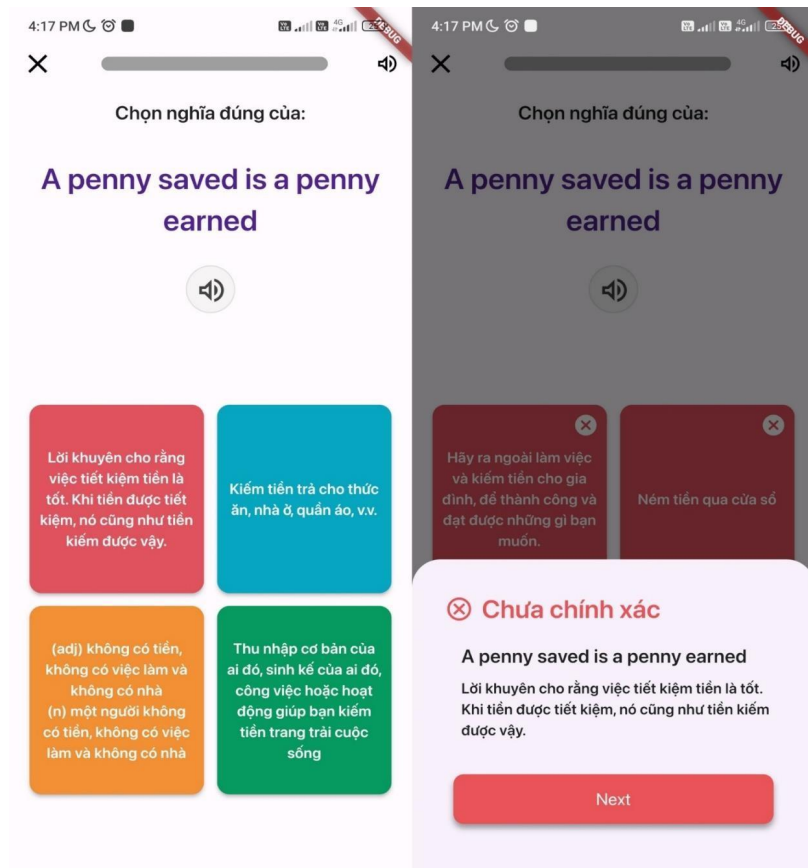 4:17 PM
4G
DEBUG
Chọn nghĩa đúng của:
A penny saved is a penny
earned
Lời khuyên cho rằng
việc tiết kiệm tiền là
tốt. Khi tiền được tiết
kiệm, nó cũng như tiền
kiếm được vậy.
Kiếm tiền trả cho thức
ăn, nhà ở, quần áo, v.v.
(adj) không có tiền,
không có việc làm và
không có nhà
(n) một người không
có tiền, không có việc
làm và không có nhà
Thu nhập cơ bản của
ai đó, sinh kế của ai đó,
công việc hoặc hoạt
động giúp bạn kiếm
tiền trang trải cuộc
sống
4:17 PM
4G
DEBUG
Chọn nghĩa đúng của:
A penny saved is a penny
earned
Hãy ra ngoài làm việc
và kiếm tiền cho gia
đình, để thành công và
đạt được những gì bạn
muốn.
Ném tiền qua cửa sổ
Chưa chính xác
A penny saved is a penny earned
Lời khuyên cho rằng việc tiết kiệm tiền là tốt.
Khi tiền được tiết kiệm, nó cũng như tiền kiếm
được vậy.
Next